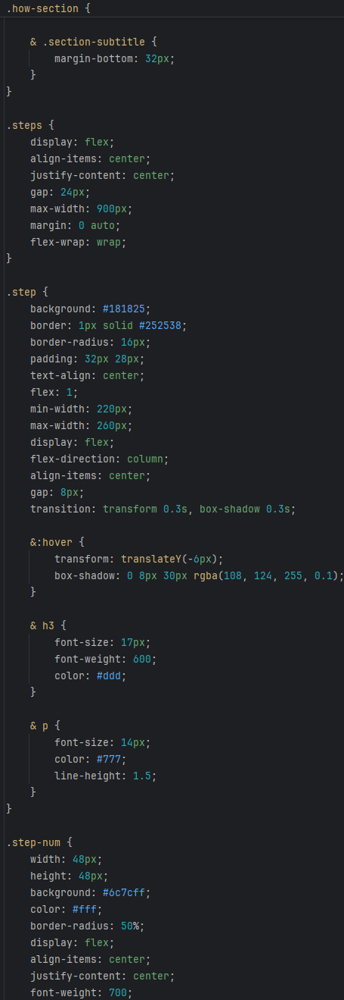 .how-section {
& .section-subtitle {
margin-bottom: 32px;
}
}
.steps {
display: flex;
align-items: center;
justify-content: center;
gap: 24px;
max-width: 900px;
margin: 0 auto;
flex-wrap: wrap;
}
.step {
background: #181825;
border: 1px solid #252538;
border-radius: 16px;
padding: 32px 28px;
text-align: center;
flex: 1;
min-width: 220px;
max-width: 260px;
display: flex;
flex-direction: column;
align-items: center;
gap: 8px;
transition: transform 0.3s, box-shadow 0.3s;
&:hover {
transform: translateY(-6px);
box-shadow: 0 8px 30px rgba(108, 124, 255, 0.1);
}
& h3 {
font-size: 17px;
font-weight: 600;
color: #ddd;
}
& p {
font-size: 14px;
color: #777;
line-height: 1.5;
}
}
.step-num {
width: 48px;
height: 48px;
background: #6c7cff;
color: #fff;
border-radius: 50%;
display: flex;
align-items: center;
justify-content: center;
font-weight: 700;